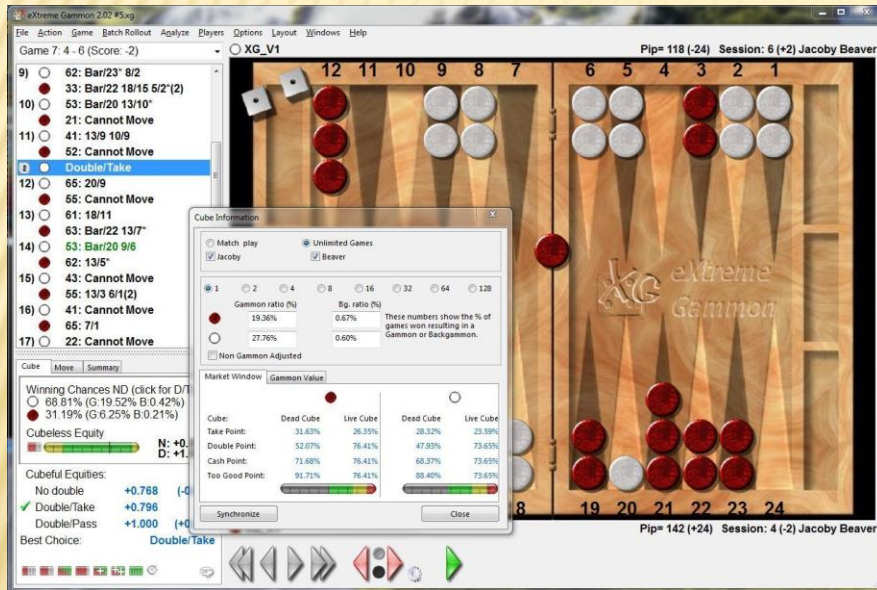 eXtreme Gammon 2.02 #5.xg
File Action Game Batch Rollout Analyze Players Options Layout Windows Help
Game 7: 4 - 6 (Score: -2)
XG_V1
Pip= 118 (-24) Session: 6 (+2) Jacoby Beaver
9) 62: Bar/23* 8/2
33: Bar/22 18/15 5/2*(2)
10) 53: Bar/20 13/10*
21: Cannot Move
11) 41: 13/9 10/9
52: Cannot Move
Double/Take
12) 65: 20/9
55: Cannot Move
13) 61: 18/11
63: Bar/22 13/7*
14) 53: Bar/20 9/6
62: 13/5*
15) 43: Cannot Move
55: 13/3 6/1(2)
16) 41: Cannot Move
65: 7/1
17) 22: Cannot Move
Cube Move Summary
Winning Chances ND (click for D/T
68.81% (G:19.52% B:0.42%)
31.19% (G:6.25% B:0.21%)
Cubeless Equity
N: +0.
D: +1.
Cubeful Equities:
No double +0.768 (-0
Double/Take +0.796
Double/Pass +1.000 (+0
Best Choice: Double/Take
12 11 10 9 8 7 6 5 4 3 2 1
eXtreme
Gammon
XG
Cube Information
Match play Unlimited Games
Jacoby Beaver
1 2 4 8 16 32 64 128
Gammon ratio (%) Bg. ratio (%)
19.36% 0.67%
27.76% 0.60%
These numbers show the % of
games won resulting in a
Gammon or Backgammon.
Non Gammon Adjusted
Market Window Gammon Value
Cube: Dead Cube Live Cube Dead Cube Live Cube
Take Point: 31.63% 26.35% 28.32% 23.59%
Double Point: 52.07% 76.41% 47.93% 73.65%
Cash Point: 71.68% 76.41% 68.37% 73.65%
Too Good Point: 91.71% 76.41% 88.40% 73.65%
Synchronize Close
8 19 20 21 22 23 24
Pip= 142 (+24) Session: 4 (-2) Jacoby Beaver